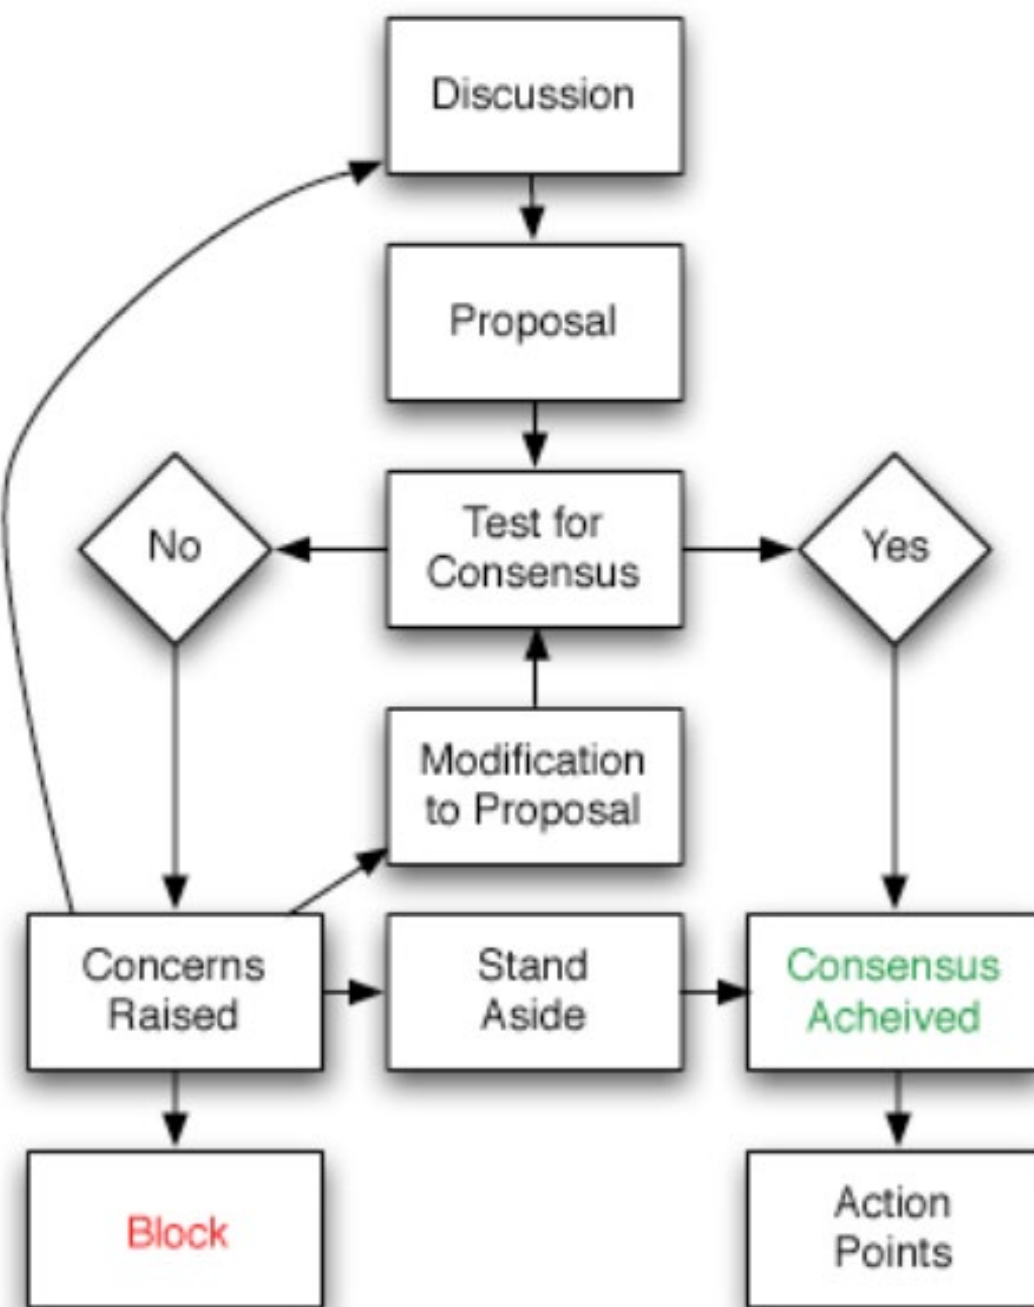 Discussion
Proposal
No
Test for
Consensus
Yes
Modification
to Proposal
Concerns
Raised
Stand
Aside
Consensus
Acheived
Block
Action
Points